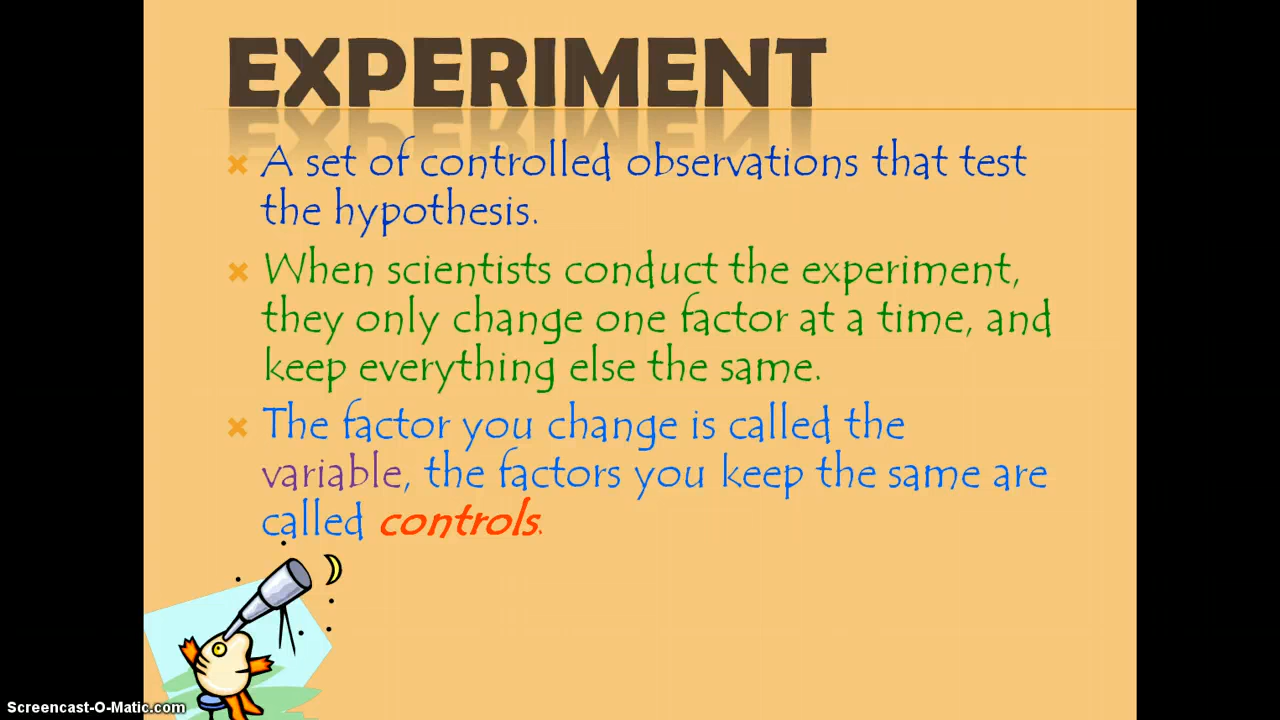 EXPERIMENT
A set of controlled observations that test
the hypothesis.
When scientists conduct the experiment,
they only change one factor at a time, and
keep everything else the same.
The factor you change is called the
variable, the factors you keep the same are
called controls.
Screencast-O-Matic.com